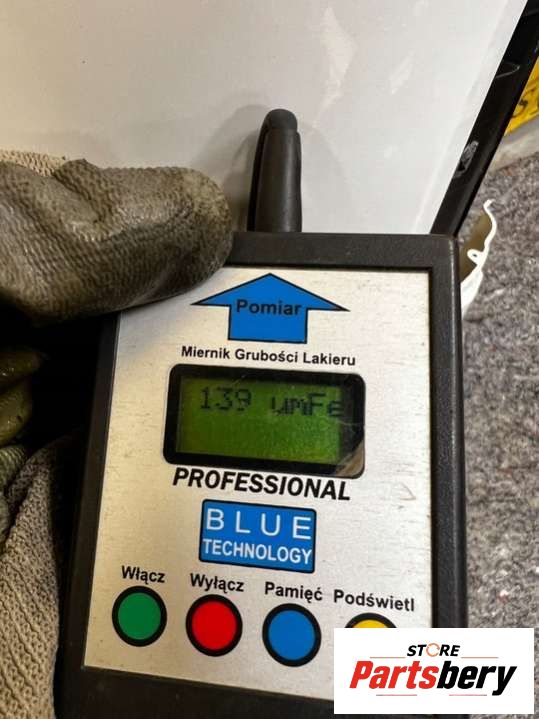 Pomiar
Miernik Grubości Lakieru
139 umFe
PROFESSIONAL
BLUE
TECHNOLOGY
Włącz Wyłącz Pamięć Podświetl
STORE
Partsbery